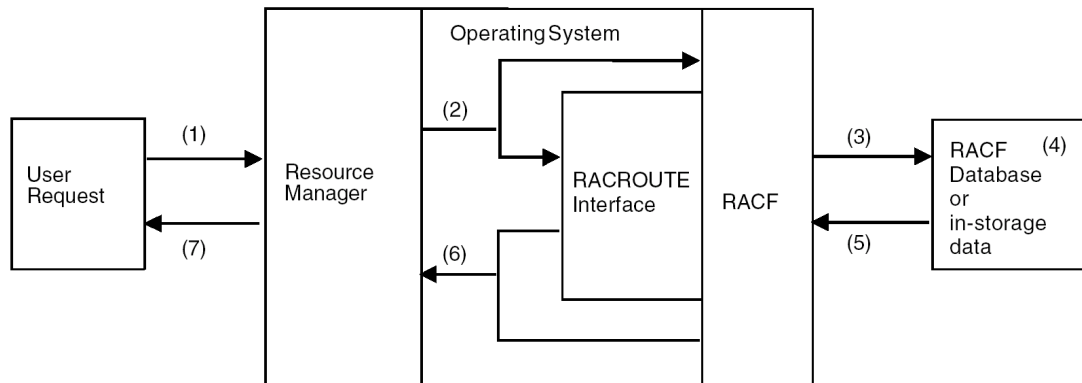 Operating System
(1)
(2)
(3)
(4)
User
Request
Resource
Manager
RACROUTE
Interface
RACF
RACF
Database
or
in-storage
data
(7)
(6)
(5)